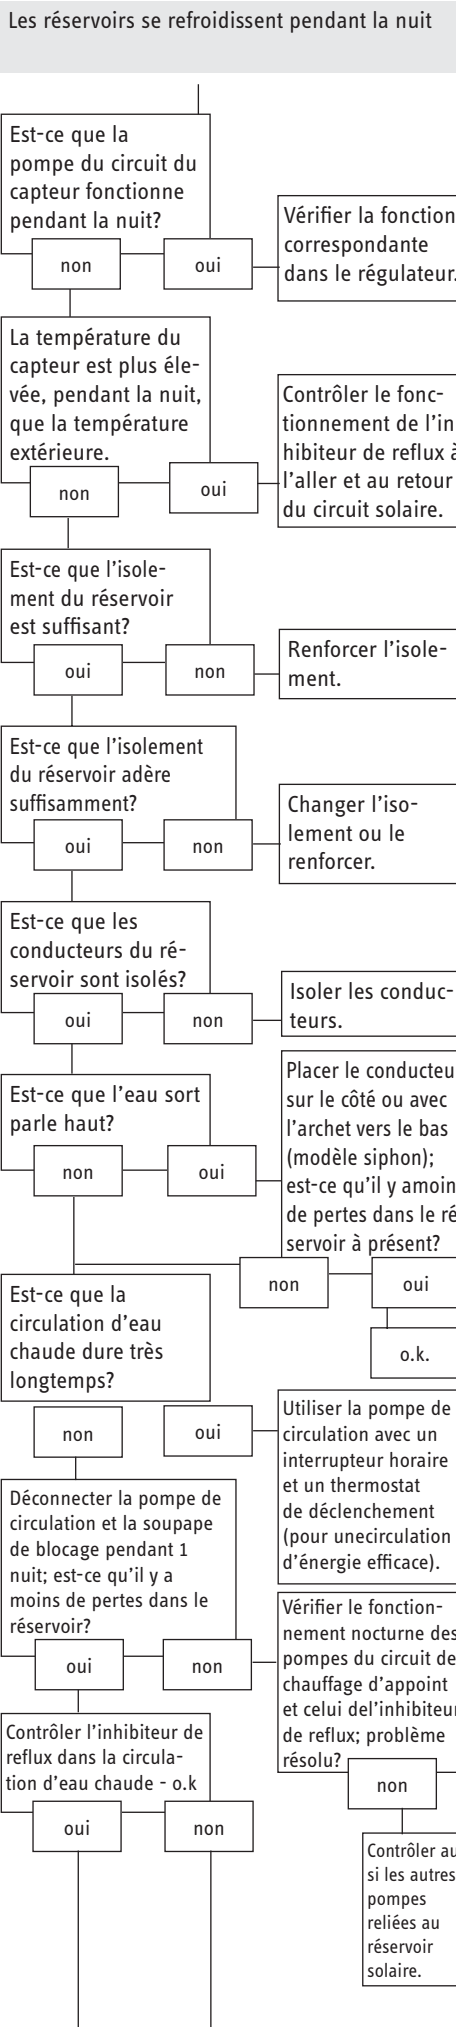 Les réservoirs se refroidissent pendant la nuit
Est-ce que la
pompe du circuit du
capteur fonctionne
pendant la nuit?
non
oui
Vérifier la fonction
correspondante
dans le régulateur.
La température du
capteur est plus éle-
vée, pendant la nuit,
que la température
extérieure.
non
oui
Contrôler le fonc-
tionnement de l'in
hibiteur de reflux à
l'aller et au retour
du circuit solaire.
Est-ce que l'isole-
ment du réservoir
est suffisant?
oui
non
Renforcer l'isole-
ment.
Est-ce que l'isolement
du réservoir adère
suffisamment?
oui
non
Changer l'iso-
lement ou le
renforcer.
Est-ce que les
conducteurs du ré-
servoir sont isolés?
oui
non
Isoler les conduc-
teurs.
Est-ce que l'eau sort
parle haut?
non
oui
Placer le conducteu
sur le côté ou avec
l'archet vers le bas
(modèle siphon);
est-ce qu'il y amoin
de pertes dans le ré
servoir à présent?
non
oui
o.k.
Est-ce que la
circulation d'eau
chaude dure très
longtemps?
non
oui
Utiliser la pompe de
circulation avec un
interrupteur horaire
et un thermostat
de déclenchement
(pour unecirculation
d'énergie efficace).
Déconnecter la pompe de
circulation et la soupape
de blocage pendant 1
nuit; est-ce qu'il y a
moins de pertes dans le
réservoir?
oui
non
Vérifier le fonction-
nement nocturne des
pompes du circuit de
chauffage d'appoint
et celui del'inhibiteur
de reflux; problème
résolu?
non
Contrôler au
si les autres
pompes
reliées au
réservoir
solaire.
Contrôler l'inhibiteur de
reflux dans la circula-
tion d'eau chaude - o.k
oui
non